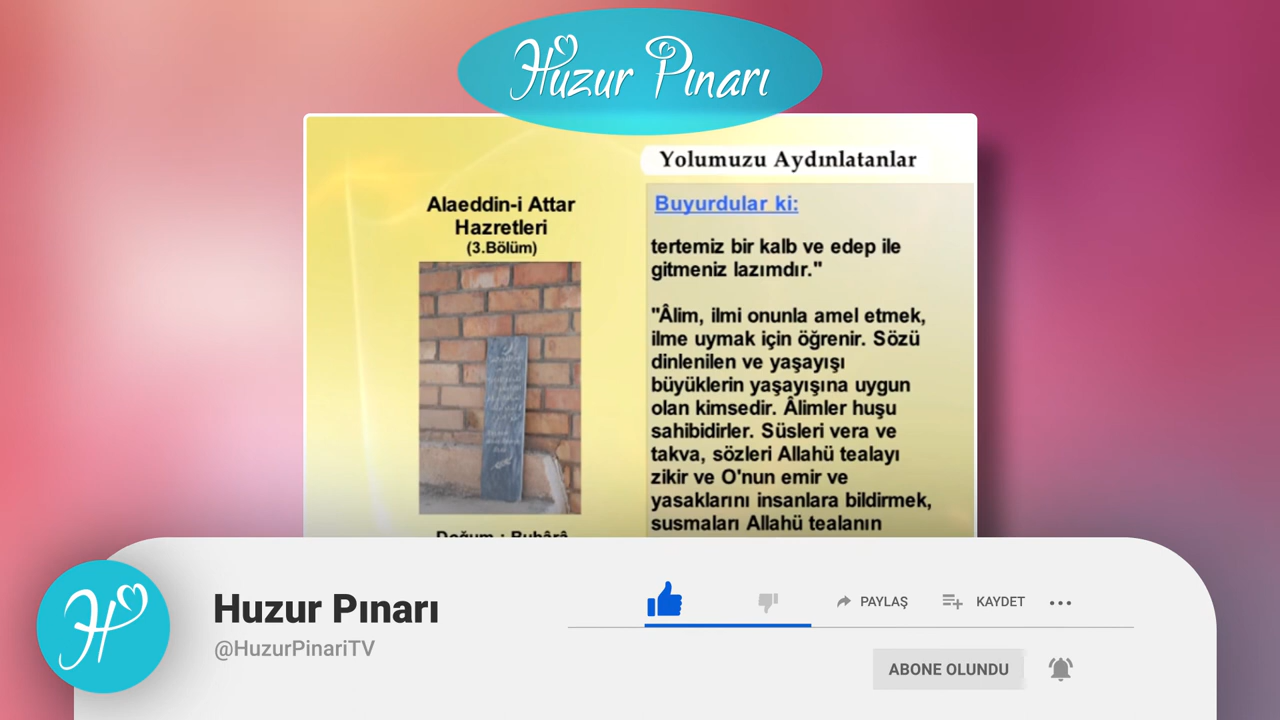 Huzur Pınarı
Yolumuzu Aydınlatanlar
Alaeddin-i Attar
Hazretleri
(3.Bölüm)
Doğum : Buhârâ
Buyurdular ki:
tertemiz bir kalb ve edep ile
gitmeniz lazımdır."
"Âlim, ilmi onunla amel etmek,
ilme uymak için öğrenir. Sözü
dinlenilen ve yaşayışı
büyüklerin yaşayışına uygun
olan kimsedir. Âlimler huşu
sahibidirler. Süsleri vera ve
takva, sözleri Allahü tealayı
zikir ve O'nun emir ve
yasaklarını insanlara bildirmek,
susmaları Allahü tealanın
H
Huzur Pınarı
@HuzurPinariTV
PAYLAŞ
KAYDET
ABONE OLUNDU